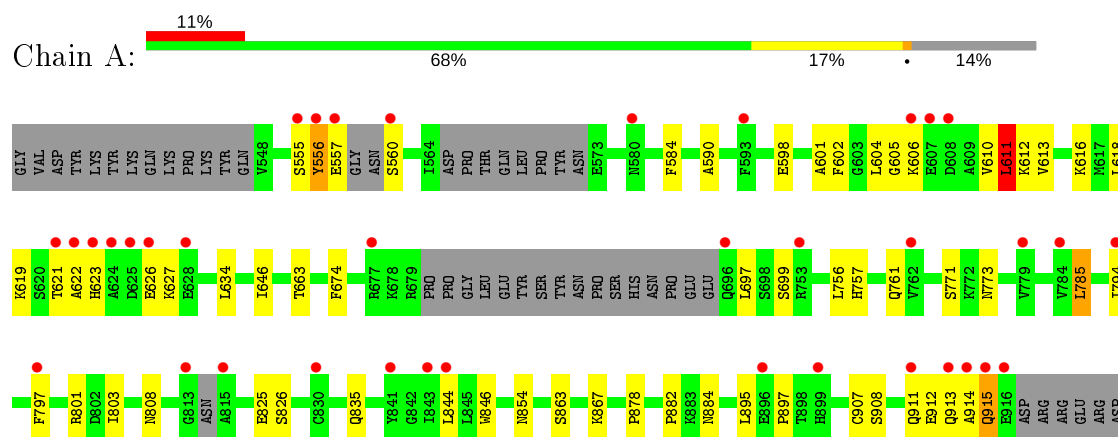 11%
Chain A:
68% 17% • 14%
GLY VAL ASP TYR LYS TYR LYS GLN LYS PRO LYS TYR GLN V548 S555 Y556 E557 GLY ASN S560 I564 ASP PRO THR GLN LEU PRO TYR ASN E573 N580 F584 A590 F593 E598 A601 F602 G603 L604 G605 K606 E607 D608 A609 V610 L611 K612 V613 K616 M617 L618
K619 S620 T621 A622 H623 A624 D625 E626 K627 E628 L634 I646 T663 F674 R677 K678 R679 PRO PRO GLY LEU GLU TYR SER TYR ASN PRO SER HIS ASN PRO GLU GLU Q696 L697 S698 S699 R753 L756 H757 Q761 V762 S771 K772 N773 V779 V784 L785 I794
F797 R801 D802 I803 N808 G813 ASN A815 E825 S826 C830 Q835 Y841 G842 I843 L844 L845 W846 N854 S863 K867 P878 P882 K883 N884 L895 E896 P897 T898 H899 C907 S908 Q911 E912 Q913 A914 Q915 E916 ASP ARG ARG GLU ARG ASP